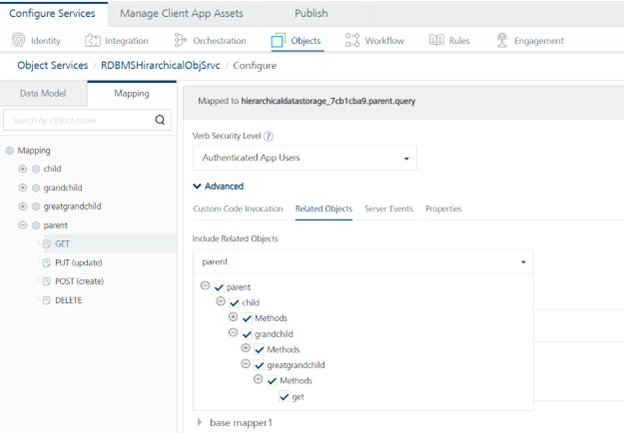 Configure Services Manage Client App Assets Publish
Identity Integration Orchestration Objects Workflow Rules Engagement
Object Services / RDBMSHirarchicalObjSrvc / Configure
Data Model Mapping
Search by Object name
Mapping
child
grandchild
greatgrandchild
parent
GET
PUT (update)
POST (create)
DELETE
Mapped to hierarchicaldatastorage_7cb1cba9.parent.query
Verb Security Level ?
Authenticated App Users
Advanced
Custom Code Invocation Related Objects Server Events Properties
Include Related Objects
parent
parent
child
Methods
grandchild
Methods
greatgrandchild
Methods
get
base mapper1